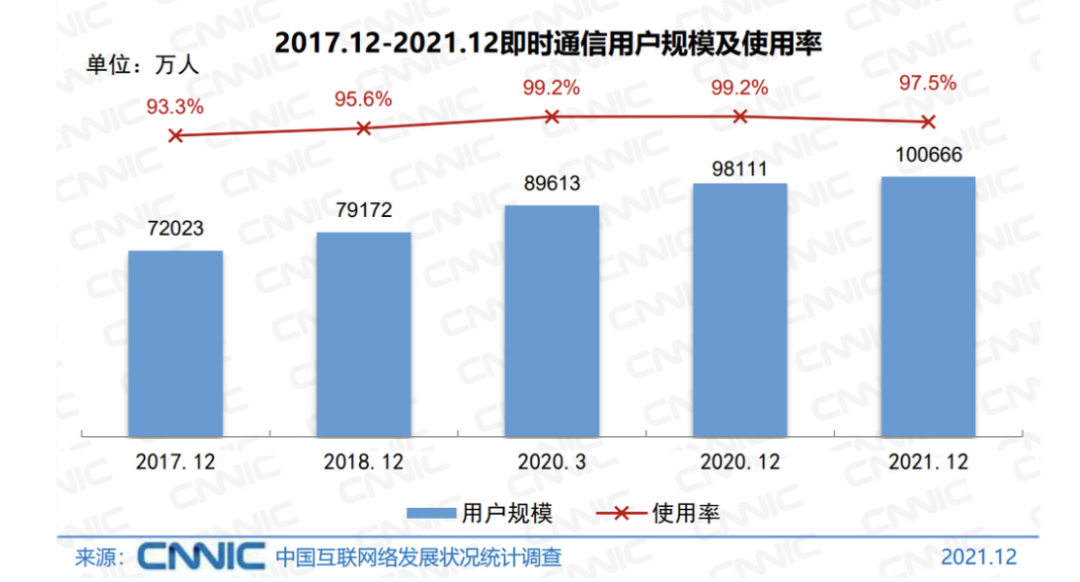 2017.12-2021.12即时通信用户规模及使用率
单位：万人
93.3% 95.6% 99.2% 99.2% 97.5%
72023 79172 89613 98111 100666
2017.12 2018.12 2020.3 2020.12 2021.12
用户规模 使用率
来源：CNNIC 中国互联网络发展状况统计调查 2021.12